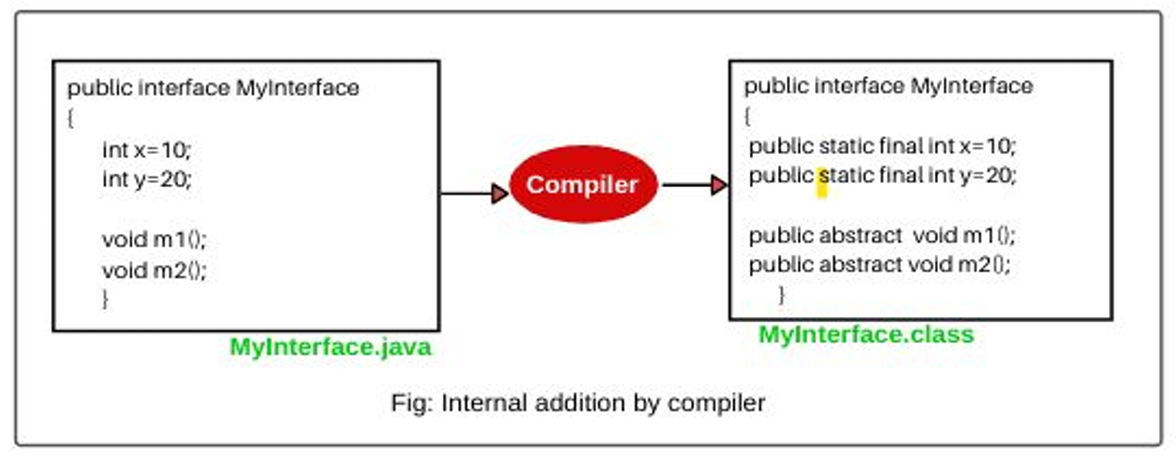 public interface MyInterface
{
int x=10;
int y=20;
void m1();
void m2();
}
MyInterface.java
Compiler
public interface MyInterface
{
public static final int x=10;
public static final int y=20;
public abstract  void m1();
public abstract void m2();
}
MyInterface.class
Fig: Internal addition by compiler